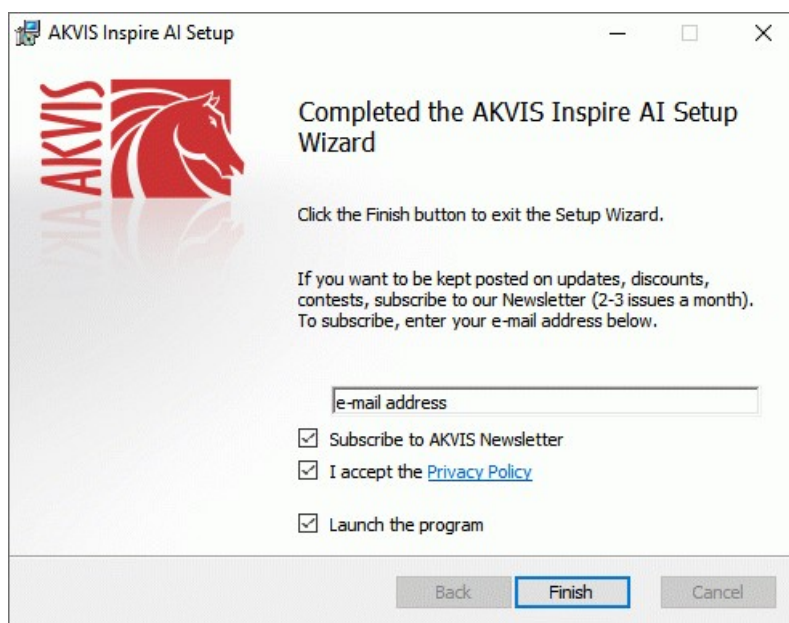 AKVIS Inspire AI Setup
AKVIS
Completed the AKVIS Inspire AI Setup
Wizard
Click the Finish button to exit the Setup Wizard.
If you want to be kept posted on updates, discounts,
contests, subscribe to our Newsletter (2-3 issues a month).
To subscribe, enter your e-mail address below.
e-mail address
Subscribe to AKVIS Newsletter
I accept the Privacy Policy
Launch the program
Back Finish Cancel